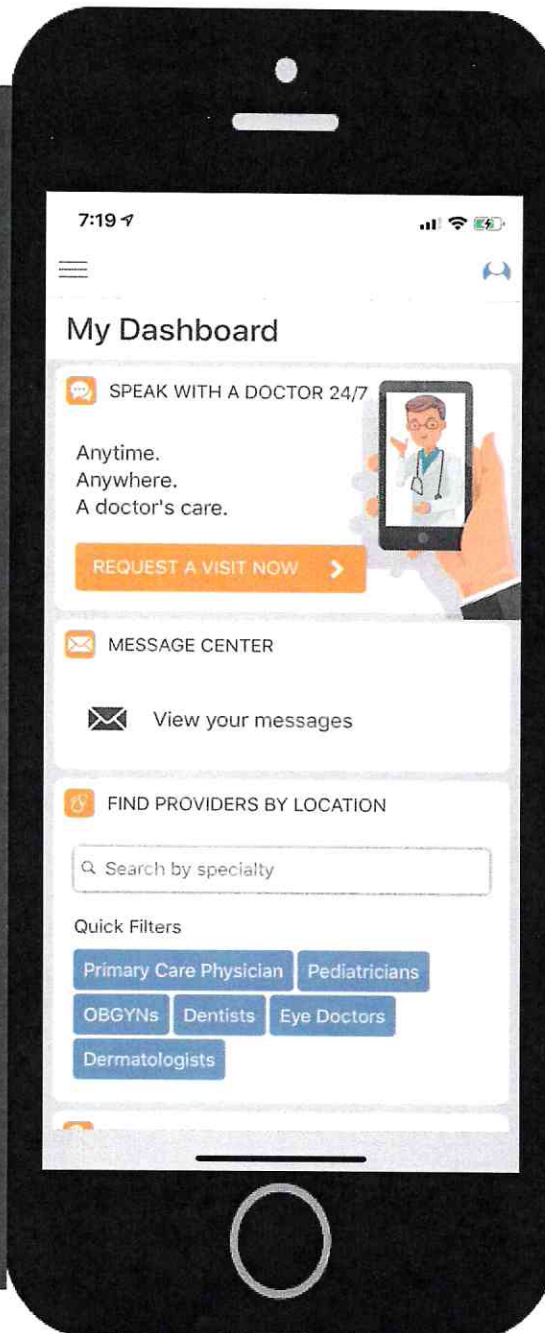 7:19
My Dashboard
SPEAK WITH A DOCTOR 24/7
Anytime.
Anywhere.
A doctor's care.
REQUEST A VISIT NOW
MESSAGE CENTER
View your messages
FIND PROVIDERS BY LOCATION
Search by specialty
Quick Filters
Primary Care Physician Pediatricians
OBGYNs Dentists Eye Doctors
Dermatologists